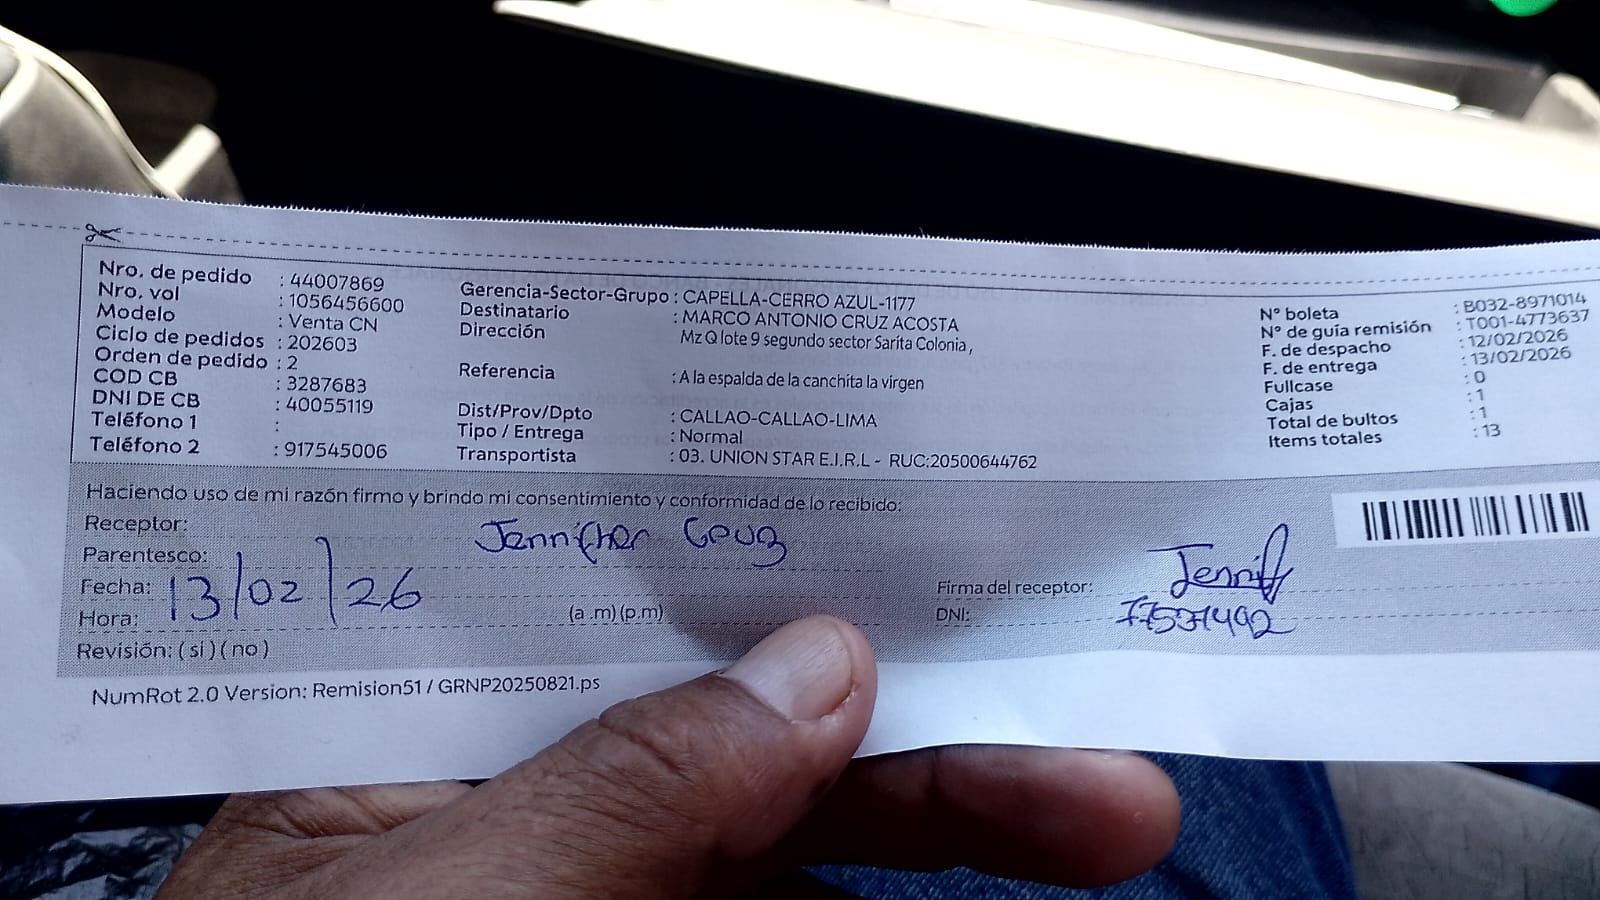 Nro. de pedido : 44007869
Nro. vol : 1056456600
Modelo : Venta CN
Ciclo de pedidos : 202603
Orden de pedido : 2
COD CB : 3287683
DNI DE CB : 40055119
Teléfono 1 :
Teléfono 2 : 917545006
Gerencia-Sector-Grupo : CAPELLA-CERRO AZUL-1177
Destinatario : MARCO ANTONIO CRUZ ACOSTA
Dirección Mz Q lote 9 segundo sector Sarita Colonia,
Referencia : A la espalda de la canchita la virgen
Dist/Prov/Dpto : CALLAO-CALLAO-LIMA
Tipo / Entrega : Normal
Transportista : 03. UNION STAR E.I.R.L - RUC:20500644762
N° boleta : B032-8971014
N° de guía remisión : T001-4773637
F. de despacho : 12/02/2026
F. de entrega : 13/02/2026
Fullcase : 0
Cajas : 1
Total de bultos : 1
Items totales : 13
Haciendo uso de mi razón firmo y brindo mi consentimiento y conformidad de lo recibido:
Receptor: Jennifher Cruz
Parentesco:
Fecha: 13/02/26
Hora: (a .m) (p.m)
Revisión: ( si ) ( no )
Firma del receptor: Jenniff
DNI:
NumRot 2.0 Version: Remision51 / GRNP20250821.ps